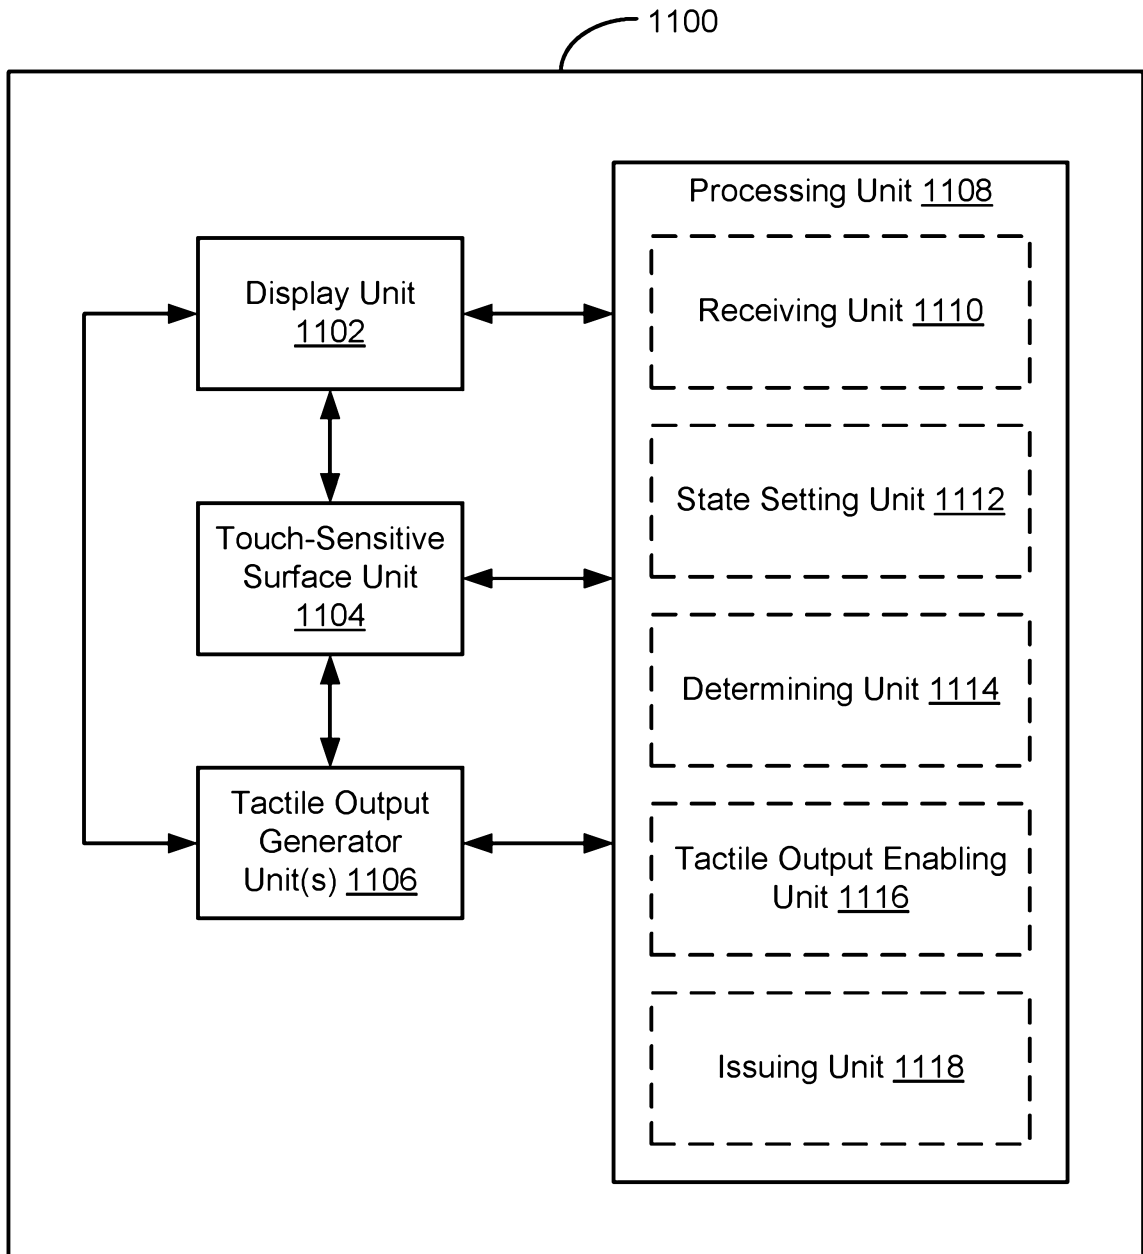 1100
Processing Unit 1108
Display Unit
1102
Receiving Unit 1110
State Setting Unit 1112
Touch-Sensitive
Surface Unit
1104
Determining Unit 1114
Tactile Output
Generator
Unit(s) 1106
Tactile Output Enabling
Unit 1116
Issuing Unit 1118